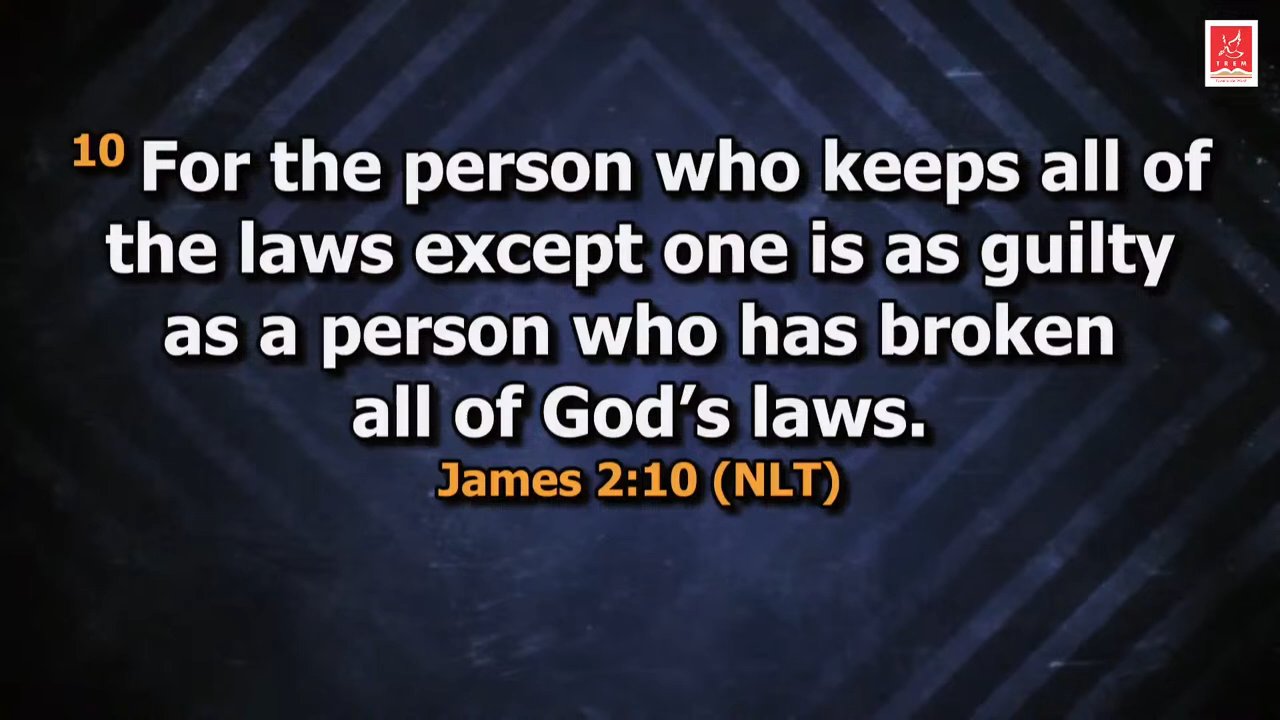 10 For the person who keeps all of
the laws except one is as guilty
as a person who has broken
all of God’s laws.
James 2:10 (NLT)
TREM